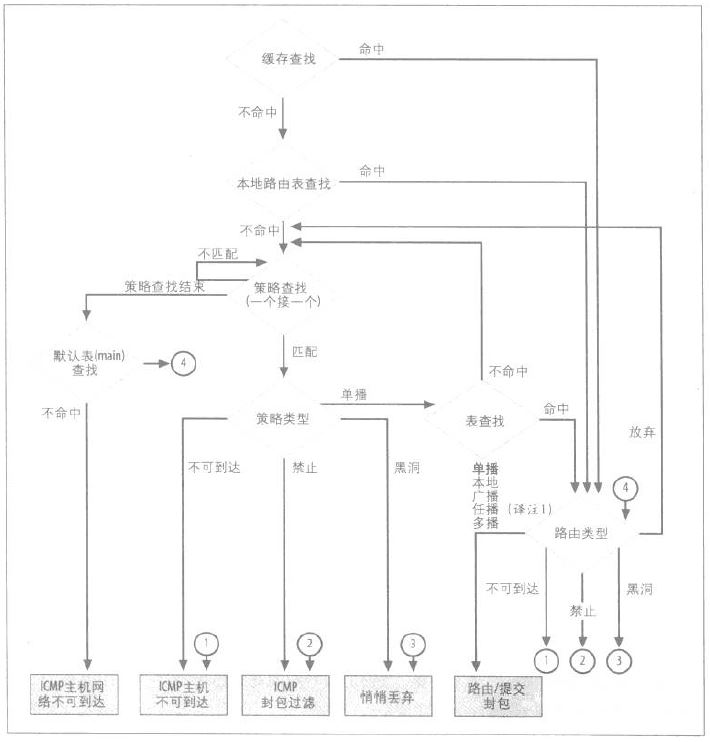 缓存查找
命中
不命中
本地路由表查找
命中
不命中
不匹配
策略查找
(一个接一个)
策略查找结束
默认表(main)
查找
4
匹配
不命中
不命中
策略类型
单播
表查找
命中
放弃
不可到达
禁止
黑洞
单播
本地
广播
任播（译注1）
多播
4
路由类型
不可到达
禁止
黑洞
1
2
3
1
2
3
ICMP主机网
络不可到达
ICMP主机
不可到达
ICMP
封包过滤
悄悄丢弃
路由/提交
封包